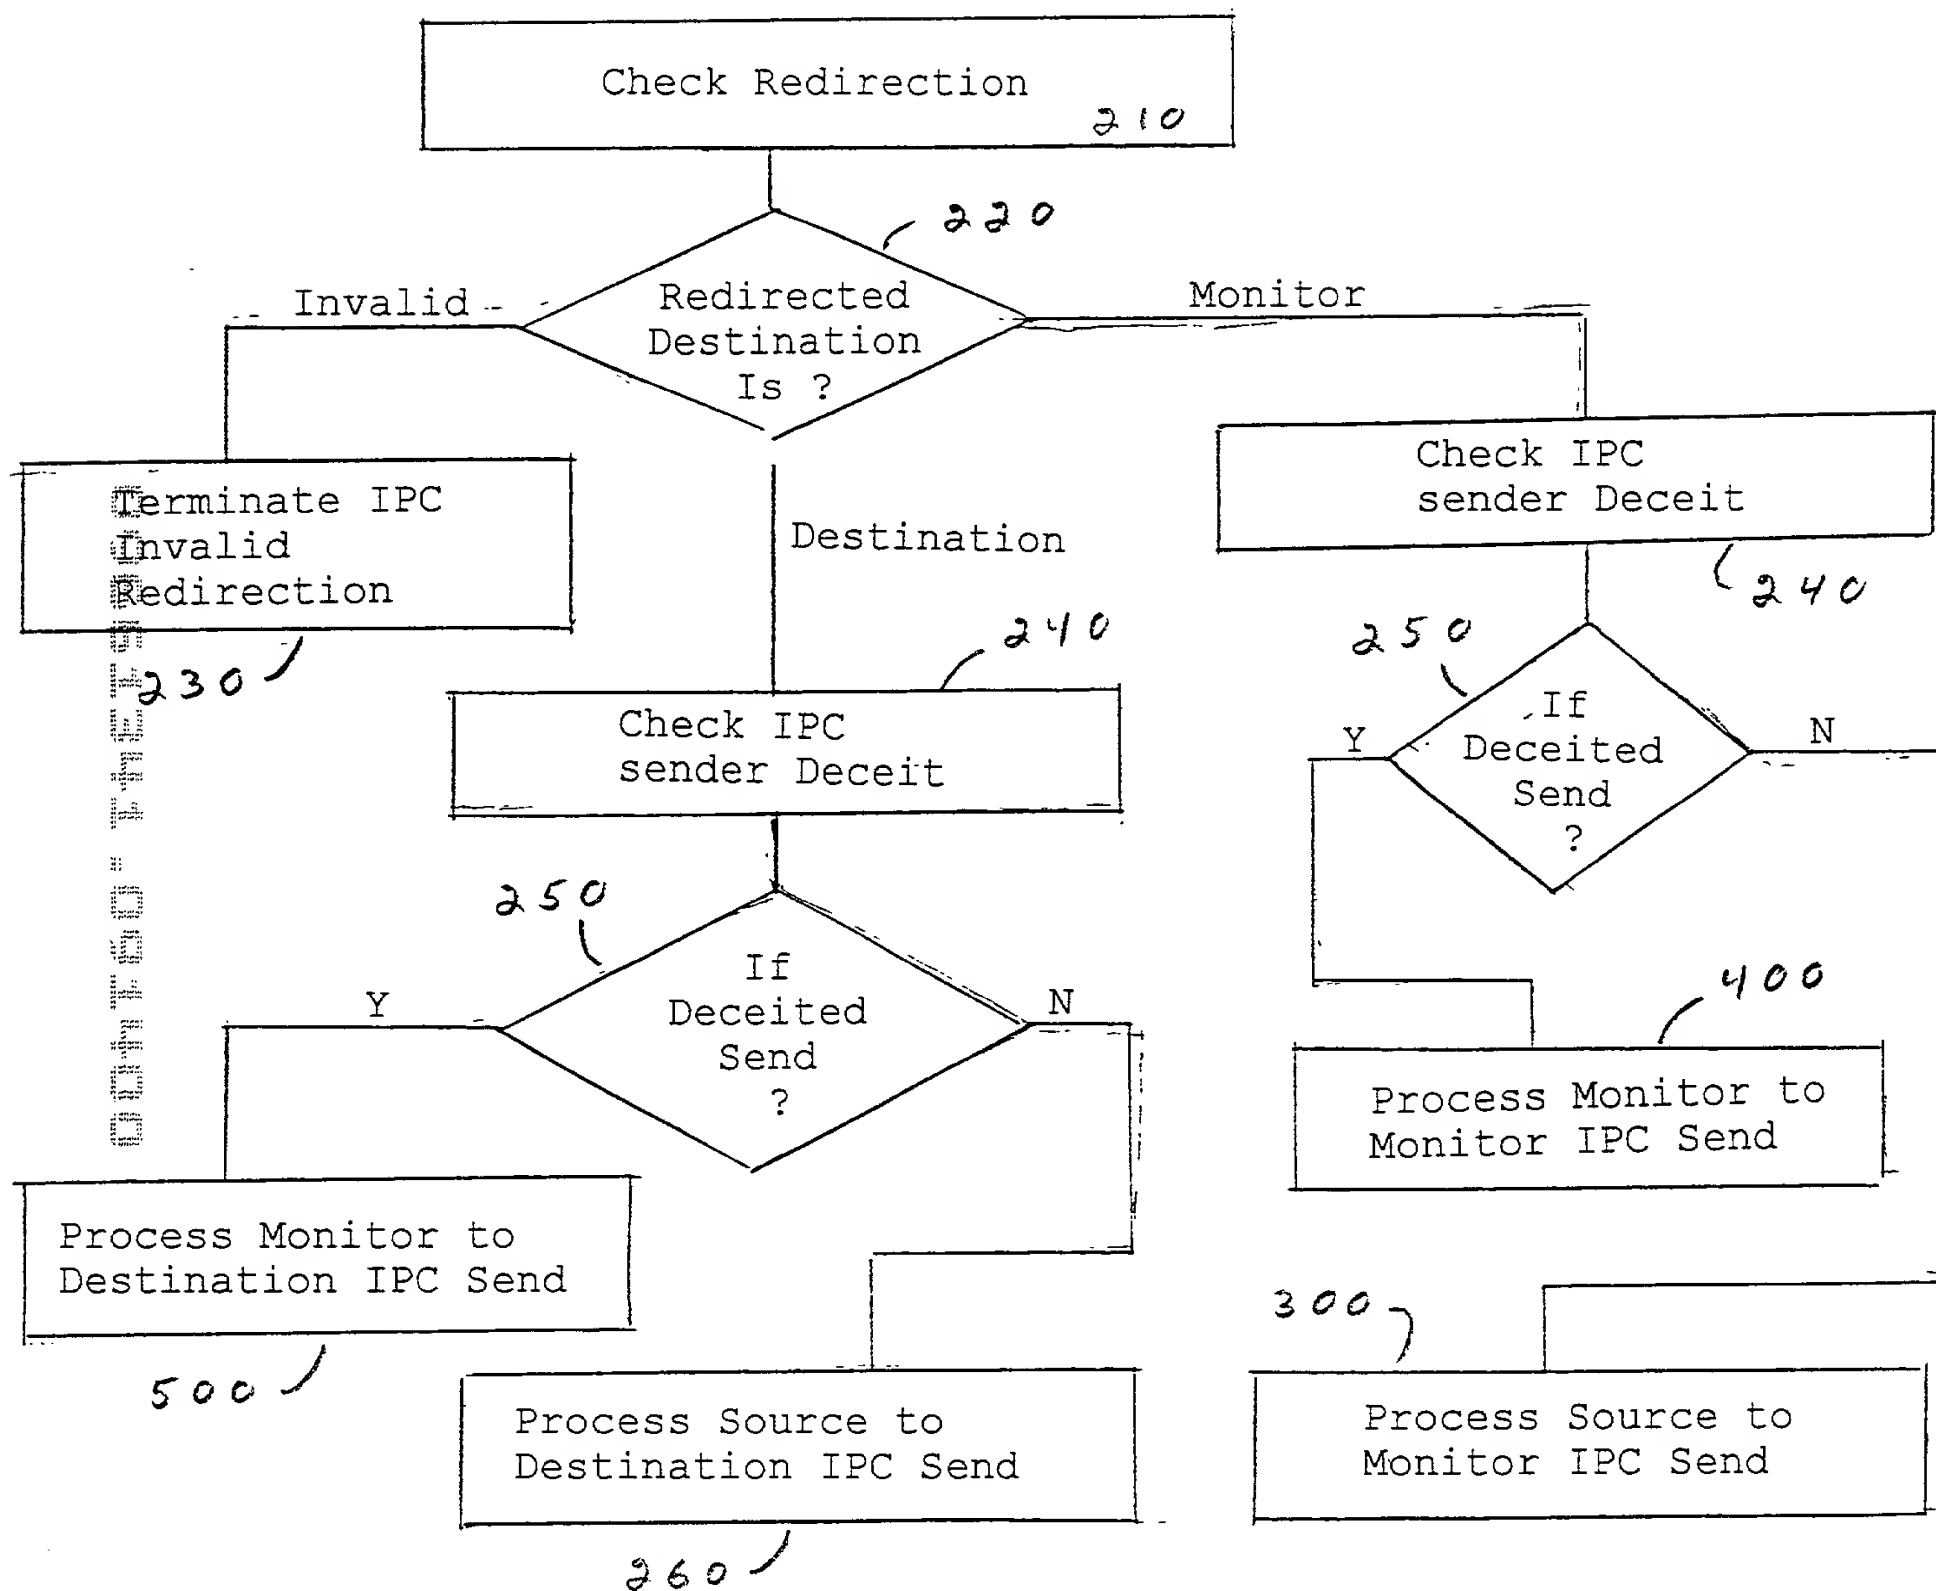 Check Redirection
210
220
Invalid
Redirected
Destination
Is ?
Monitor
Terminate IPC
Invalid
Redirection
230
Destination
Check IPC
sender Deceit
240
Check IPC
sender Deceit
240
250
If
Deceited
Send
?
Y
N
250
If
Deceited
Send
?
Y
N
400
Process Monitor to
Monitor IPC Send
Process Monitor to
Destination IPC Send
500
300
Process Source to
Destination IPC Send
260
Process Source to
Monitor IPC Send